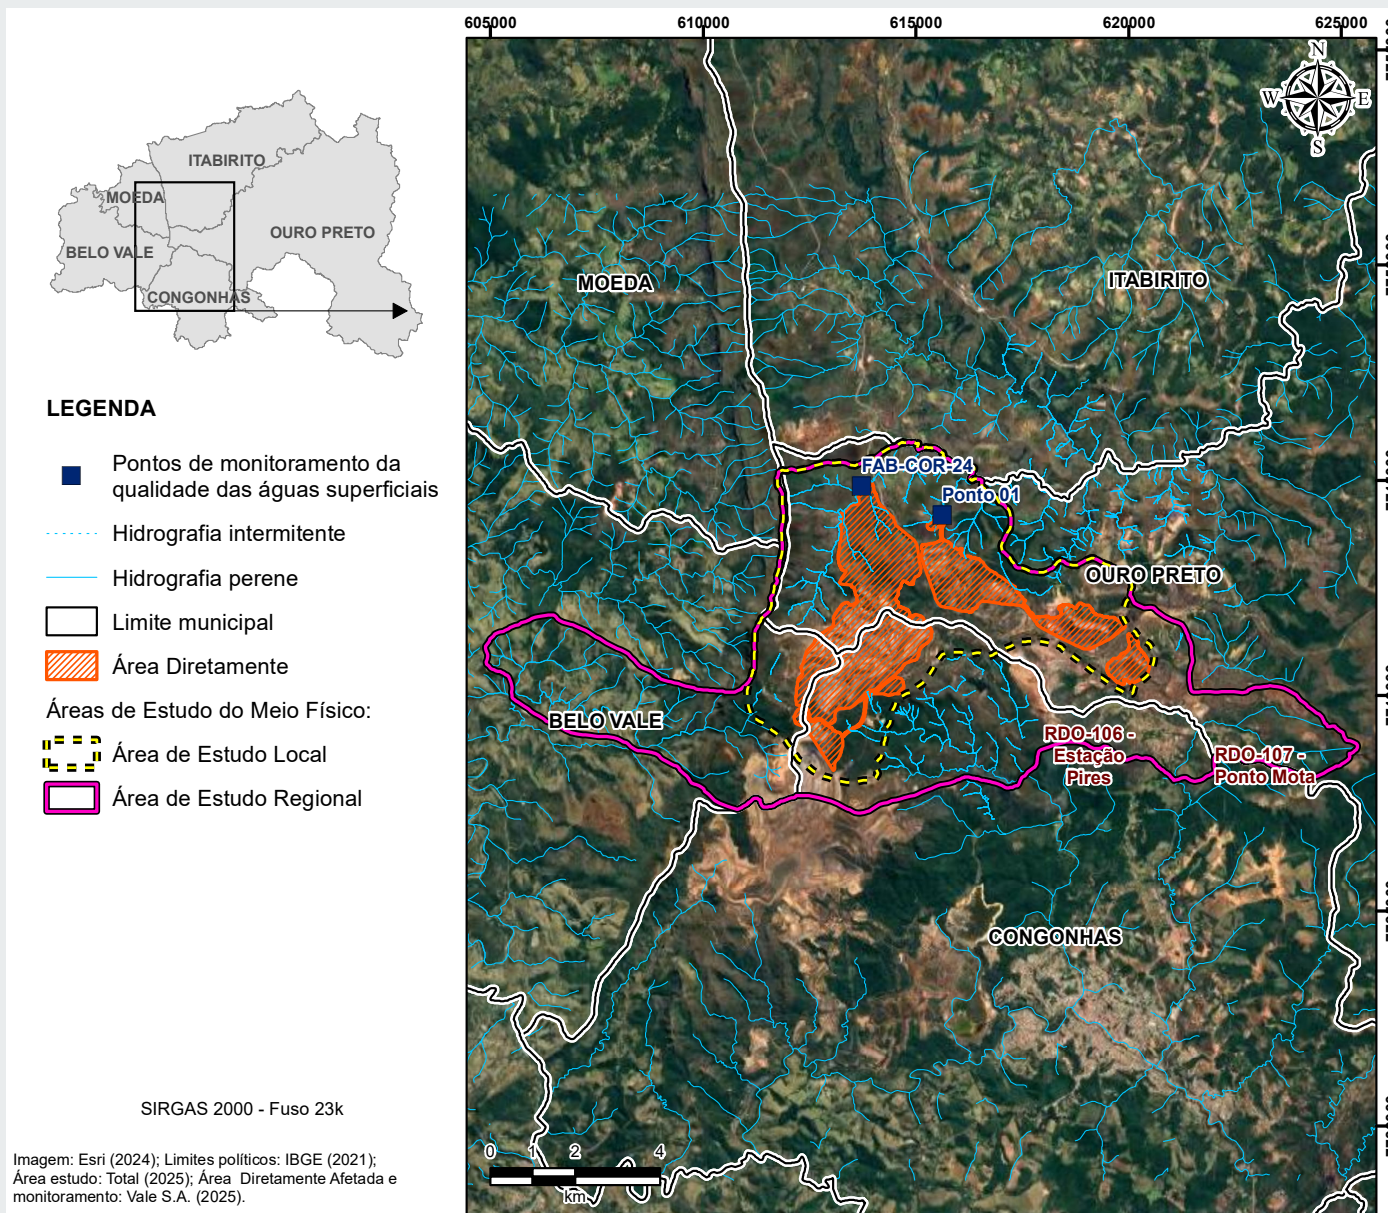 605000
610000
615000
620000
625000
N
W
E
S
ITABIRITO
MOEDA
OURO PRETO
BELO VALE
CONGONHAS
MOEDA
ITABIRITO
LEGENDA
Pontos de monitoramento da
qualidade das águas superficiais
Hidrografia intermitente
Hidrografia perene
Limite municipal
Área Diretamente
Áreas de Estudo do Meio Físico:
Área de Estudo Local
Área de Estudo Regional
FAB-COR-24
Ponto 01
OURO PRETO
BELO VALE
RDO-106 -
Estação
Pires
RDO-107 -
Ponto Mota
CONGONHAS
SIRGAS 2000 - Fuso 23k
0 2 4
km
Imagem: Esri (2024); Limites políticos: IBGE (2021);
Área estudo: Total (2025); Área Diretamente Afetada e
monitoramento: Vale S.A. (2025).